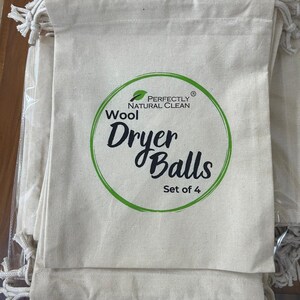 PERFECTLY ®
NATURAL CLEAN
Wool
Dryer
Balls
Set of 4